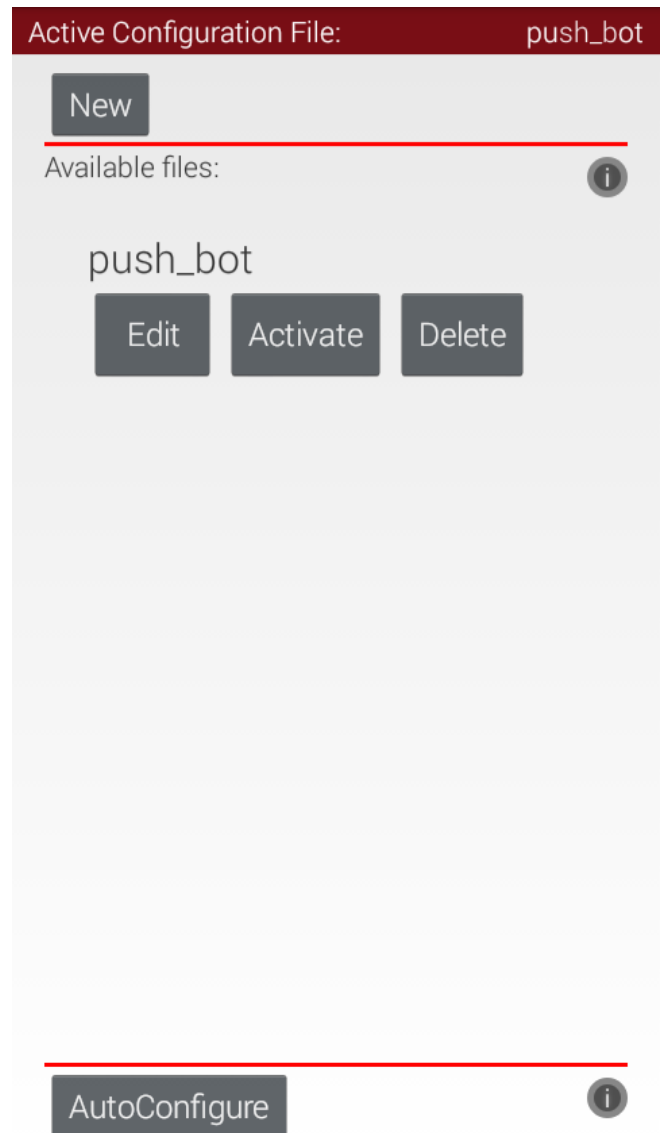 Active Configuration File: push_bot
New
Available files:
i
push_bot
Edit Activate Delete
AutoConfigure
i